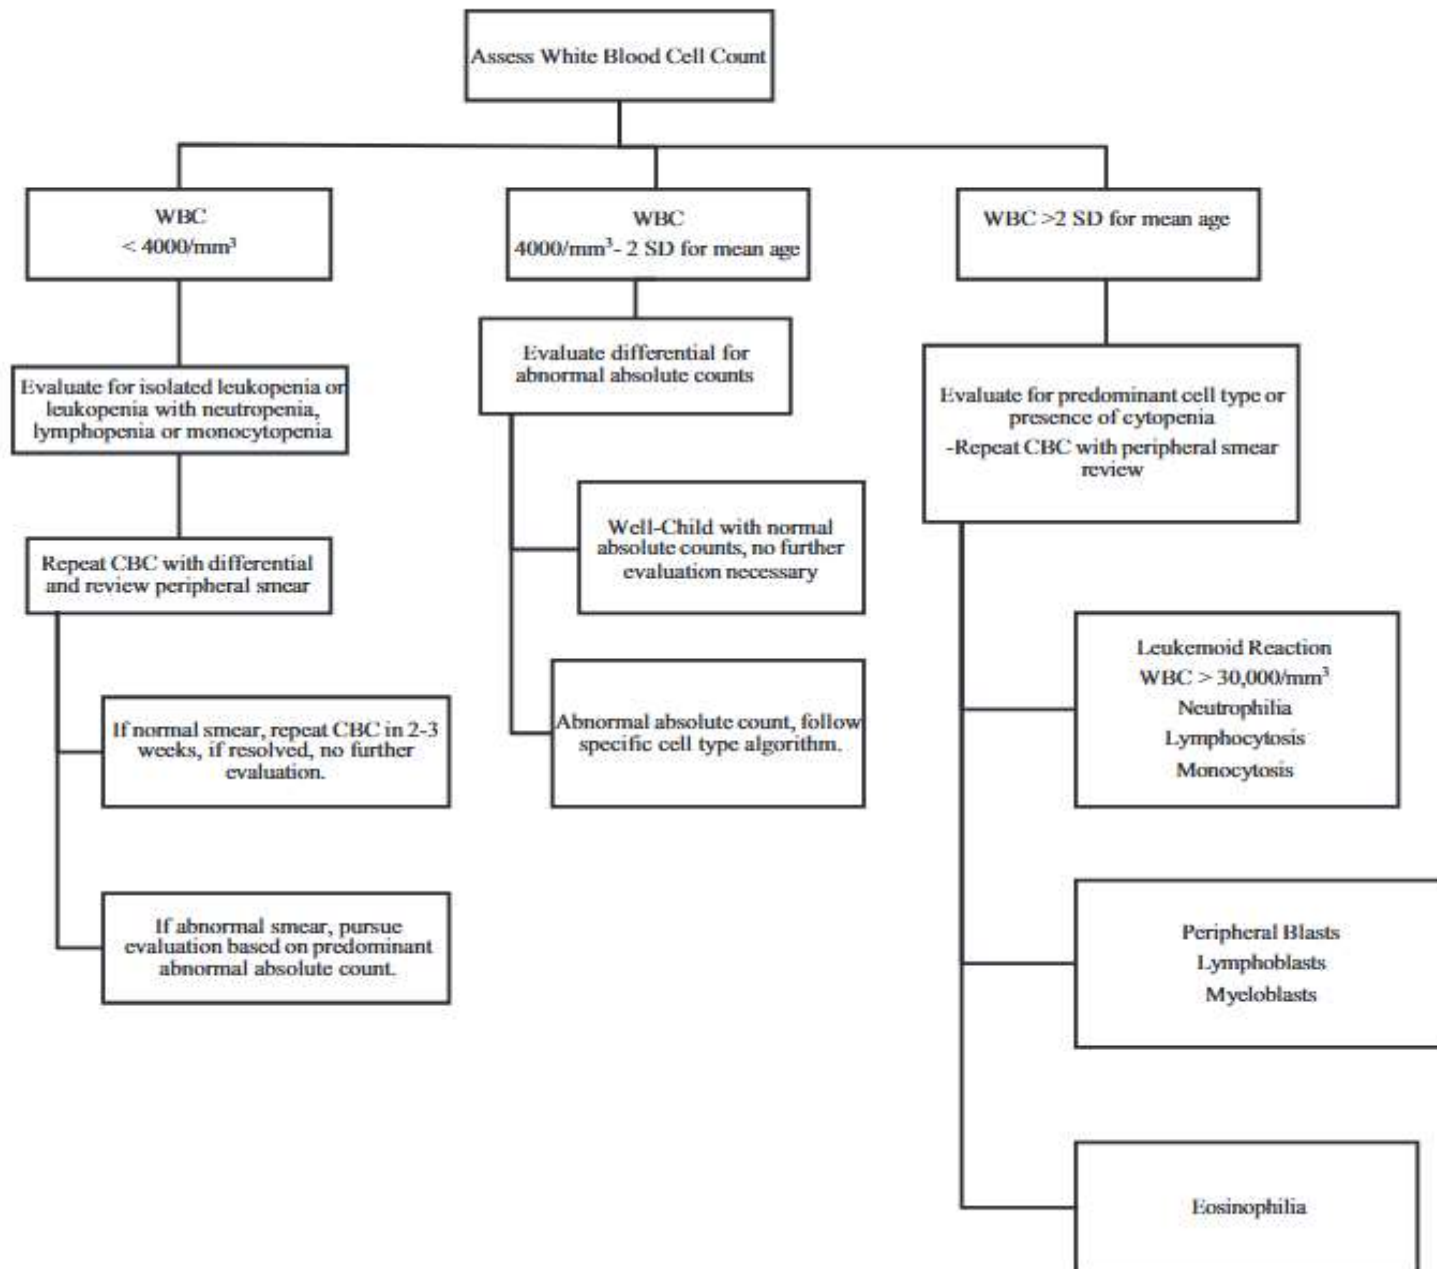 Assess White Blood Cell Count
WBC
< 4000/mm³
Evaluate for isolated leukopenia or
leukopenia with neutropenia,
lymphopenia or monocytopenia
Repeat CBC with differential
and review peripheral smear
If normal smear, repeat CBC in 2-3
weeks, if resolved, no further
evaluation.
If abnormal smear, pursue
evaluation based on predominant
abnormal absolute count.
WBC
4000/mm³- 2 SD for mean age
Evaluate differential for
abnormal absolute counts
Well-Child with normal
absolute counts, no further
evaluation necessary
Abnormal absolute count, follow
specific cell type algorithm.
WBC >2 SD for mean age
Evaluate for predominant cell type or
presence of cytopenia
-Repeat CBC with peripheral smear
review
Leukemoid Reaction
WBC > 30,000/mm³
Neutrophilia
Lymphocytosis
Monocytosis
Peripheral Blasts
Lymphoblasts
Myeloblasts
Eosinophilia